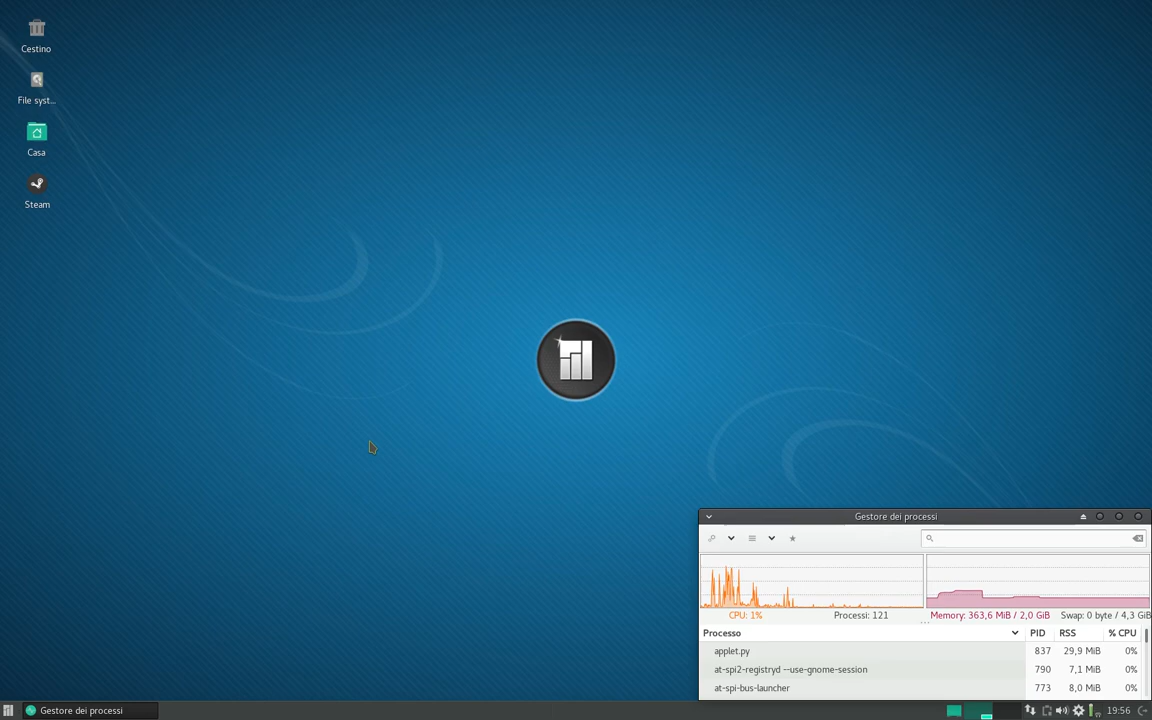 Cestino
File syst...
Casa
Steam
Gestore dei processi
CPU: 1%
Processi: 121
Memory: 363,6 MiB / 2,0 GiB
Swap: 0 byte / 4,3 GiB
Processo PID RSS % CPU
applet.py 837 29,9 MiB 0%
at-spi2-registryd --use-gnome-session 790 7,1 MiB 0%
at-spi-bus-launcher 773 8,0 MiB 0%
Gestore dei processi
19:56